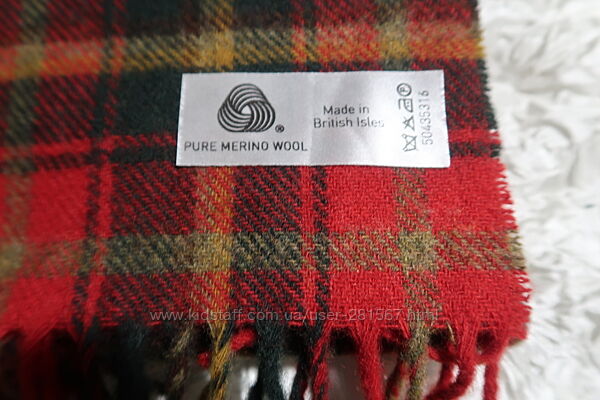 ®
PURE MERINO WOOL
Made in
British Isles
50435316
www.kidstaff.com.ua/user-281567.html